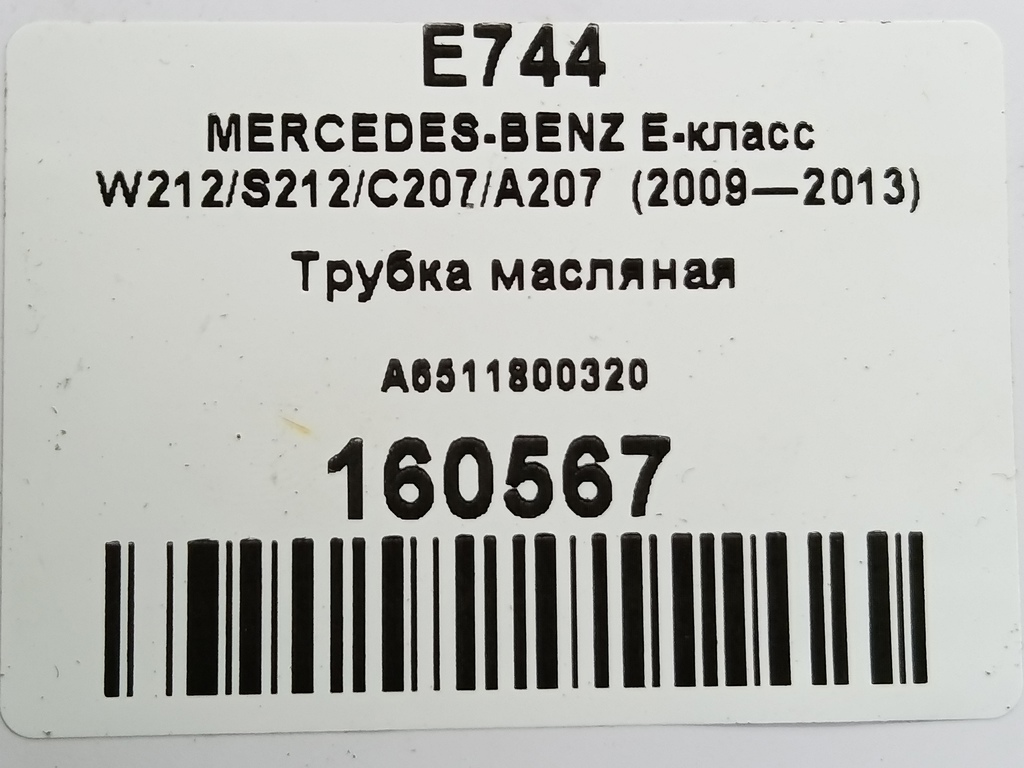 E744
MERCEDES-BENZ E-класс
W212/S212/C207/A207 (2009—2013)
Трубка масляная
A6511800320
160567